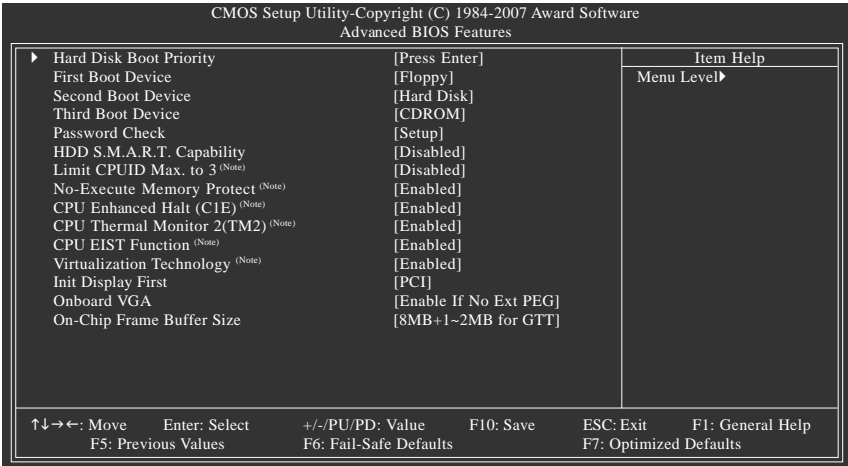 CMOS Setup Utility-Copyright (C) 1984-2007 Award Software
Advanced BIOS Features
Hard Disk Boot Priority [Press Enter]
First Boot Device [Floppy]
Second Boot Device [Hard Disk]
Third Boot Device [CDROM]
Password Check [Setup]
HDD S.M.A.R.T. Capability [Disabled]
Limit CPUID Max. to 3 (Note) [Disabled]
No-Execute Memory Protect (Note) [Enabled]
CPU Enhanced Halt (C1E) (Note) [Enabled]
CPU Thermal Monitor 2(TM2) (Note) [Enabled]
CPU EIST Function (Note) [Enabled]
Virtualization Technology (Note) [Enabled]
Init Display First [PCI]
Onboard VGA [Enable If No Ext PEG]
On-Chip Frame Buffer Size [8MB+1~2MB for GTT]
Item Help
Menu Level
↑↓→←: Move Enter: Select +/-/PU/PD: Value F10: Save ESC: Exit F1: General Help
F5: Previous Values F6: Fail-Safe Defaults F7: Optimized Defaults